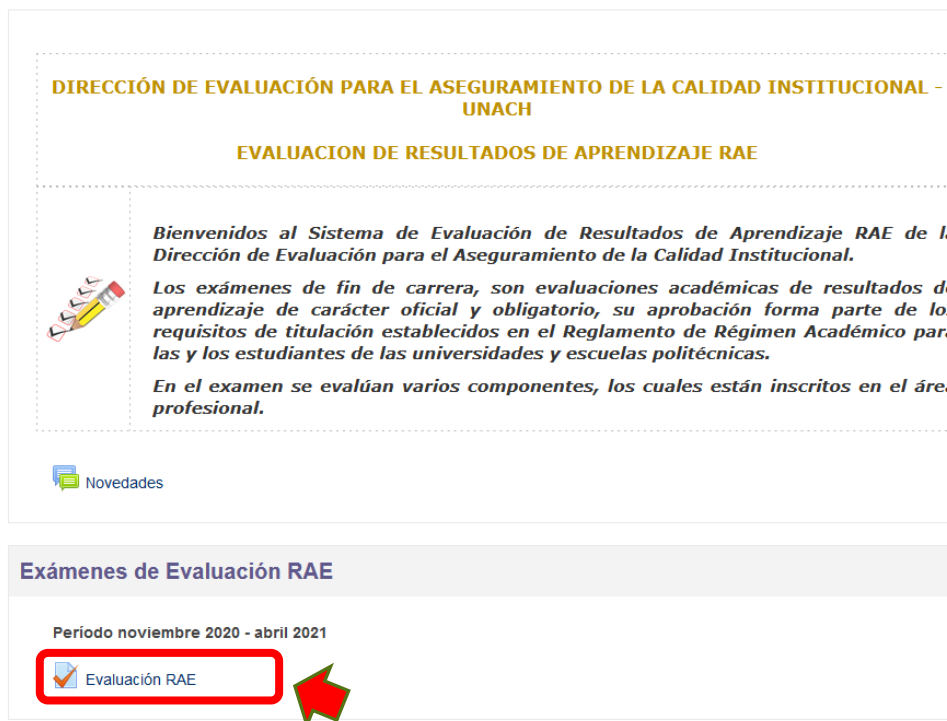 DIRECCIÓN DE EVALUACIÓN PARA EL ASEGURAMIENTO DE LA CALIDAD INSTITUCIONAL -
UNACH
EVALUACION DE RESULTADOS DE APRENDIZAJE RAE
Bienvenidos al Sistema de Evaluación de Resultados de Aprendizaje RAE de la
Dirección de Evaluación para el Aseguramiento de la Calidad Institucional.
Los exámenes de fin de carrera, son evaluaciones académicas de resultados de
aprendizaje de carácter oficial y obligatorio, su aprobación forma parte de los
requisitos de titulación establecidos en el Reglamento de Régimen Académico para
las y los estudiantes de las universidades y escuelas politécnicas.
En el examen se evalúan varios componentes, los cuales están inscritos en el área
profesional.
Novedades
Exámenes de Evaluación RAE
Período noviembre 2020 - abril 2021
Evaluación RAE